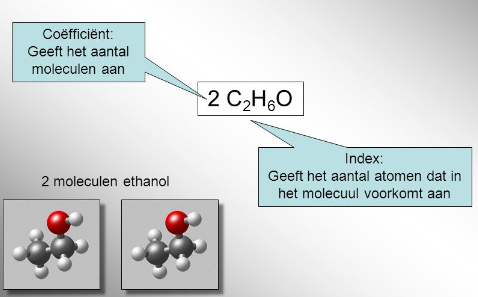 Coëfficiënt:
Geeft het aantal
moleculen aan
2 C₂H₆O
Index:
Geeft het aantal atomen dat in
het molecuul voorkomt aan
2 moleculen ethanol